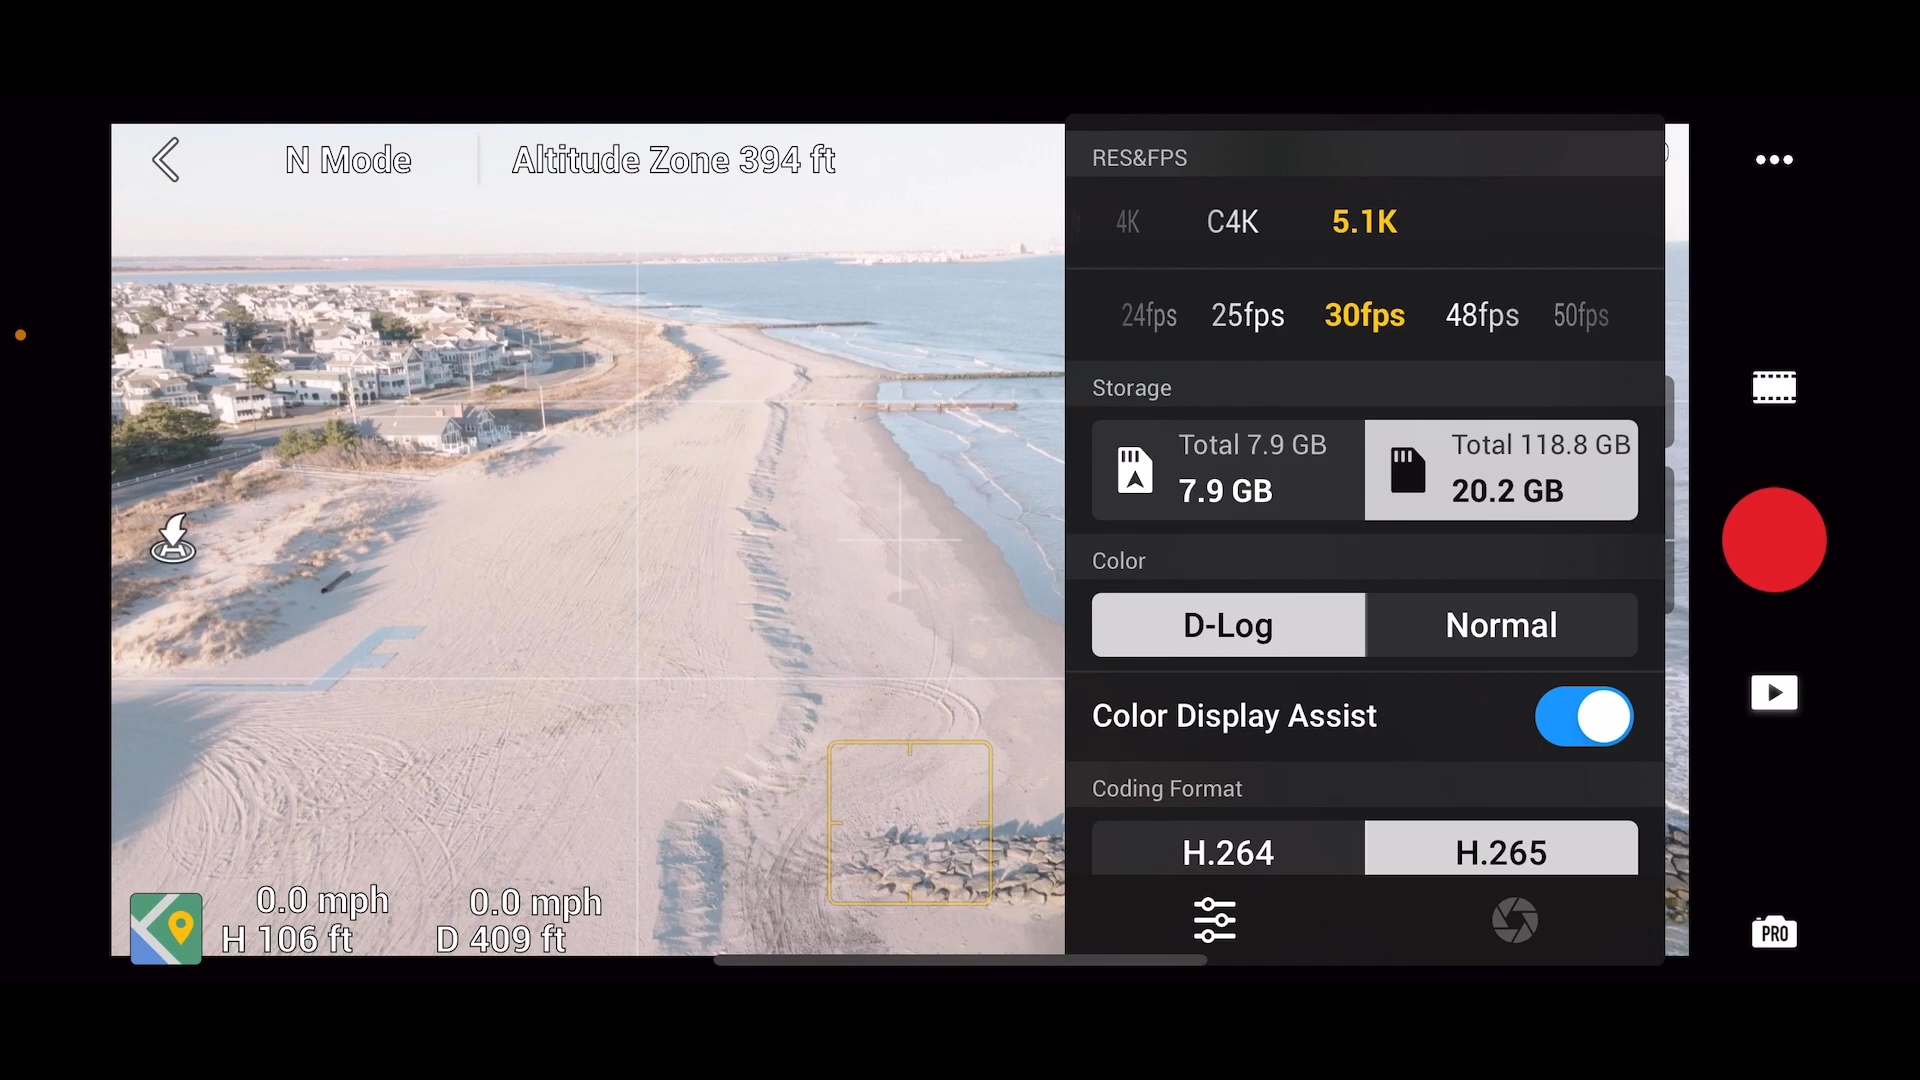 N Mode
Altitude Zone 394 ft
RES&FPS
4K C4K 5.1K
24fps 25fps 30fps 48fps 50fps
Storage
Total 7.9 GB
7.9 GB
Total 118.8 GB
20.2 GB
Color
D-Log Normal
Color Display Assist
Coding Format
H.264 H.265
0.0 mph 0.0 mph
H 106 ft D 409 ft
PRO